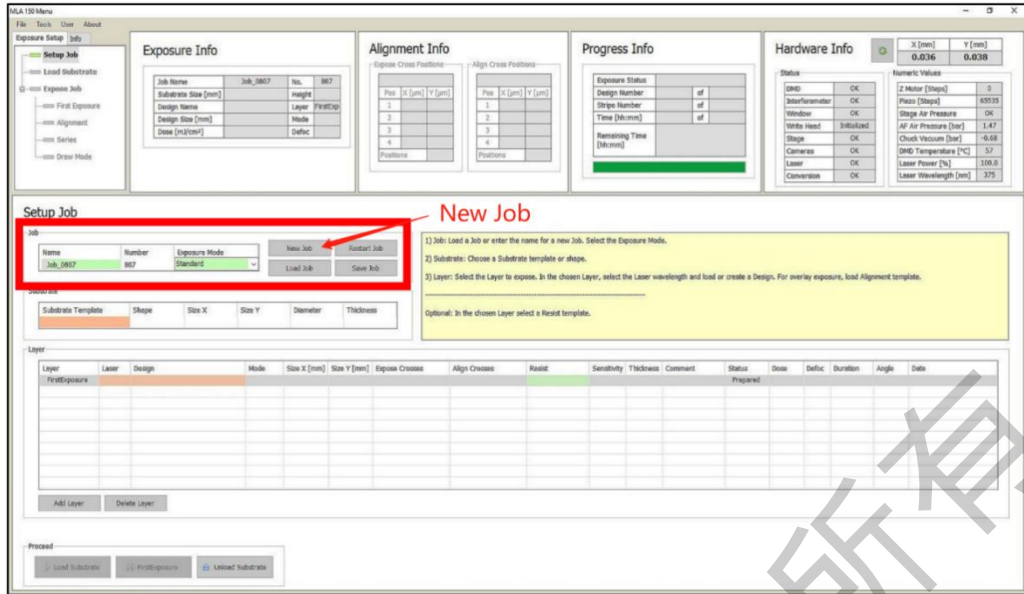 MLA 150 Menu
File Tools User About
Exposure Setup Info
Setup Job
Load Substrate
Expose Job
First Exposure
Alignment
Series
Draw Mode
Exposure Info
Job Name Job_0807 No. 807
Substrate Size [mm] Height
Design Name Layer FirstExp
Design Size [mm] Mode
Dose [mJ/cm²] Defoc
Alignment Info
Expose Cross Positions Align Cross Positions
Pos X [µm] Y [µm] Pos X [µm] Y [µm]
1 1
2 2
3 3
4 4
Positions Positions
Progress Info
Exposure Status
Design Number of
Stripe Number of
Time [hh:mm] of
Remaining Time
[hh:mm]
Hardware Info
X [mm] Y [mm]
0.036 0.038
Status Numeric Values
DMD OK Z Motor [Steps] 0
Interferometer OK Piezo [Steps] 65535
Window OK Stage Air Pressure OK
Write Head Initialized AF Air Pressure [bar] 1.47
Stage OK Chuck Vacuum [bar] -0.68
Cameras OK DMD Temperature [°C] 57
Laser OK Laser Power [%] 100.0
Conversion OK Laser Wavelength [nm] 375
Setup Job
New Job
Job
Name Number Exposure Mode New Job Restart Job
Job_0807 807 Standard Load Job Save Job
1) Job: Load a Job or enter the name for a new Job. Select the Exposure Mode.
2) Substrate: Choose a Substrate template or shape.
3) Layer: Select the Layer to expose. In the chosen Layer, select the Laser wavelength and load or create a Design. For overlay exposure, load Alignment template.
Optional: In the chosen Layer select a Resist template.
Substrate
Substrate Template Shape Size X Size Y Diameter Thickness
Layer
Layer Laser Design Mode Size X [mm] Size Y [mm] Expose Crosses Align Crosses Resist Sensitivity Thickness Comment Status Dose Defoc Duration Angle Date
FirstExposure Prepared
Add Layer Delete Layer
Proceed
Load Substrate FirstExposure Unload Substrate
所有